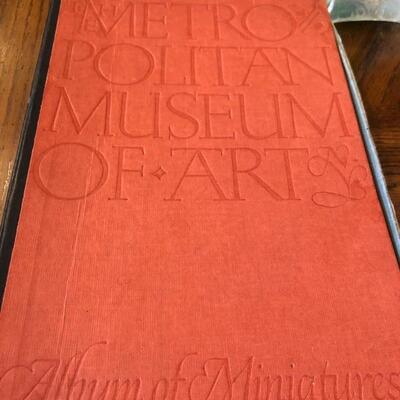 THE METRO
POLITAN
MUSEUM
OF · ART
Album of Miniatures